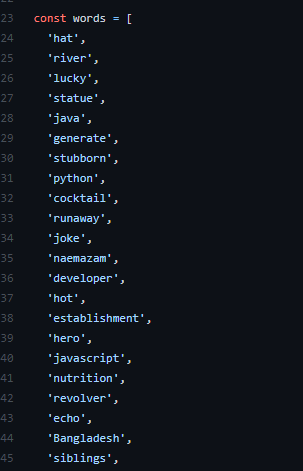 23 const words = [
24 'hat',
25 'river',
26 'lucky',
27 'statue',
28 'java',
29 'generate',
30 'stubborn',
31 'python',
32 'cocktail',
33 'runaway',
34 'joke',
35 'naemazam',
36 'developer',
37 'hot',
38 'establishment',
39 'hero',
40 'javascript',
41 'nutrition',
42 'revolver',
43 'echo',
44 'Bangladesh',
45 'siblings',